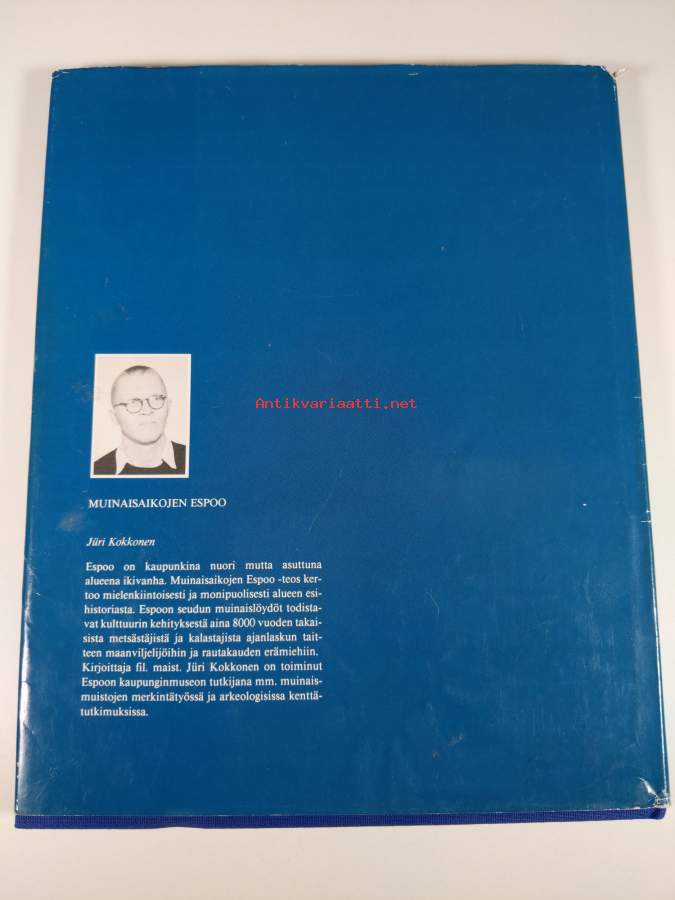 Antikvariaatti.net
MUINAISAIKOJEN ESPOO
Jüri Kokkonen
Espoo on kaupunkina nuori mutta asuttuna
alueena ikivanha. Muinaisaikojen Espoo -teos ker-
too mielenkiintoisesti ja monipuolisesti alueen esi-
historiasta. Espoon seudun muinaislöydöt todista-
vat kulttuurin kehityksestä aina 8000 vuoden takai-
sista metsästäjistä ja kalastajista ajanlaskun tait-
teen maanviljelijöihin ja rautakauden erämiehiin.
Kirjoittaja fil. maist. Jüri Kokkonen on toiminut
Espoon kaupunginmuseon tutkijana mm. muinais-
muistojen merkintätyössä ja arkeologisissa kenttä-
tutkimuksissa.